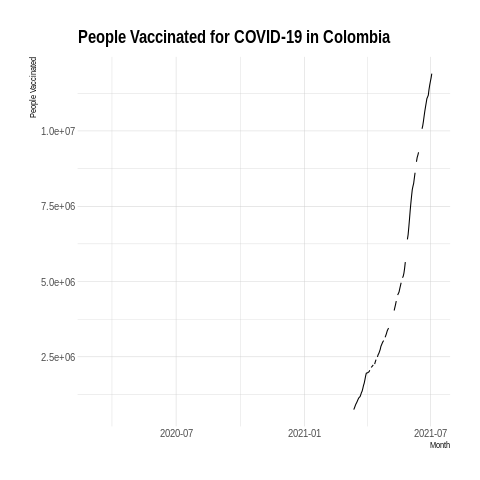 People Vaccinated for COVID-19 in Colombia
People Vaccinated
1.0e+07
7.5e+06
5.0e+06
2.5e+06
2020-07
2021-01
2021-07
Month